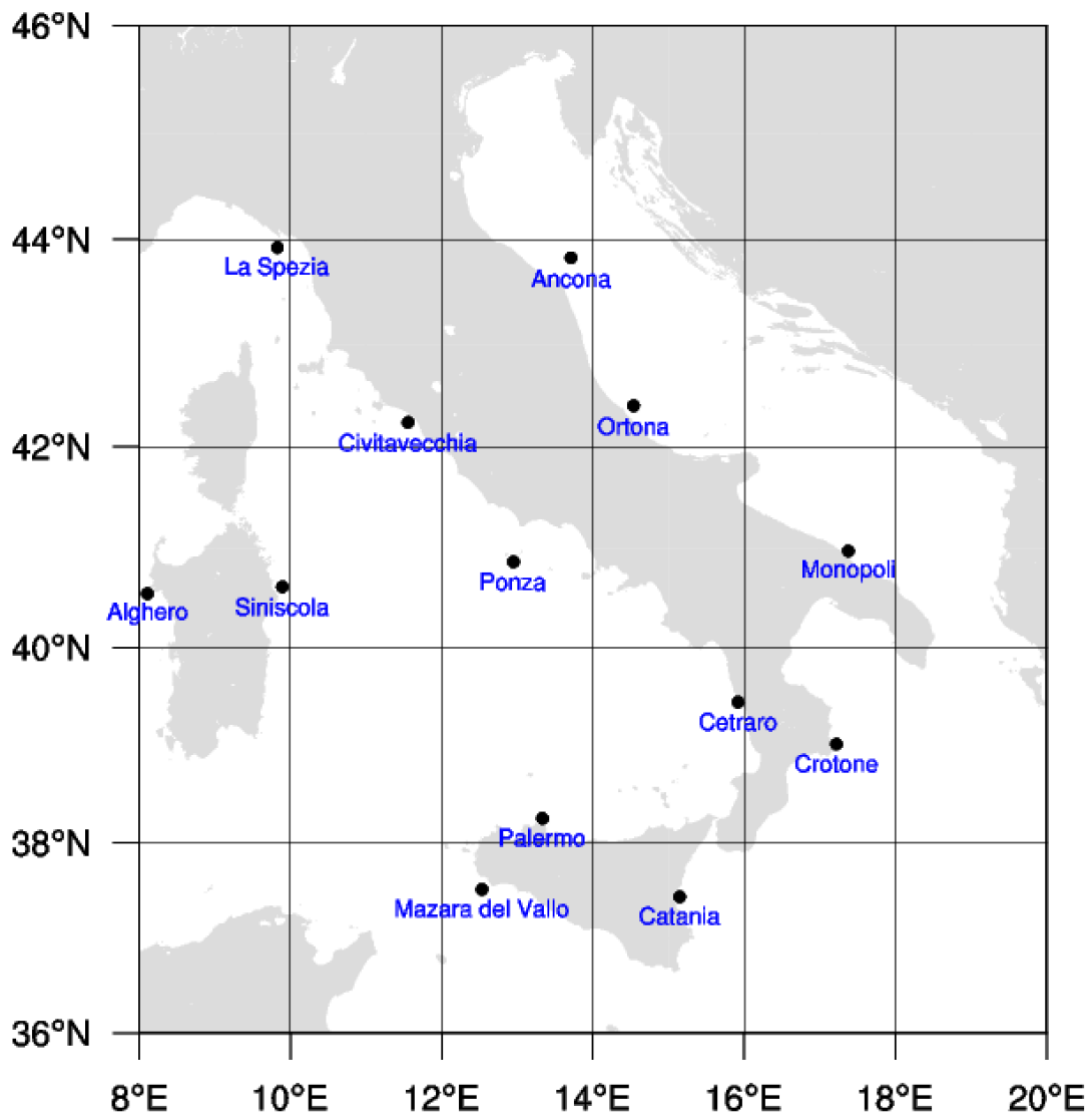 46°N
44°N
La Spezia
Ancona
42°N
Civitavecchia
Ortona
Ponza
Monopoli
Alghero
Siniscola
40°N
Cetraro
Crotone
38°N
Palermo
Mazara del Vallo
Catania
36°N
8°E 10°E 12°E 14°E 16°E 18°E 20°E